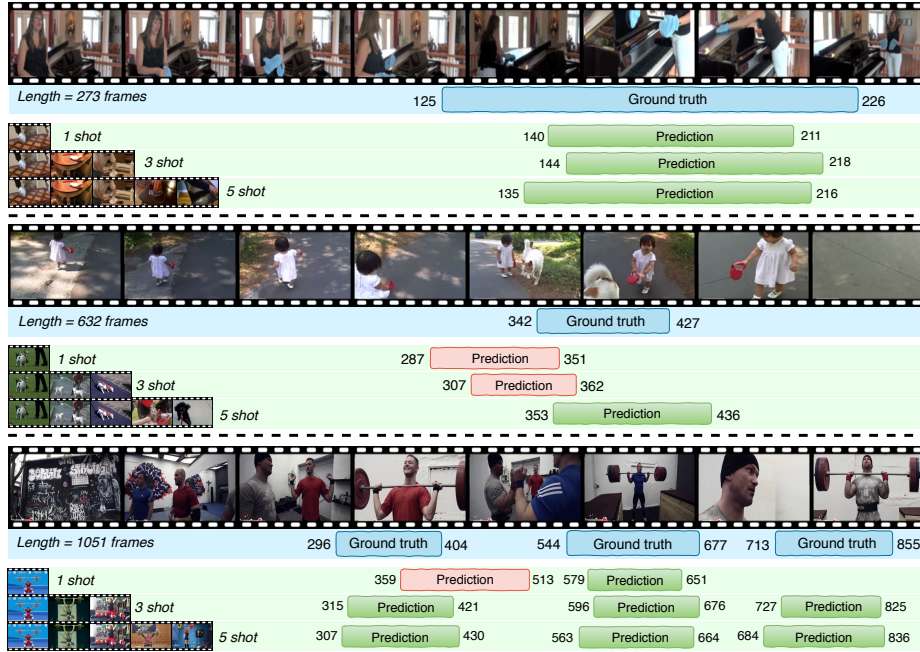 Length = 273 frames 125 Ground truth 226
1 shot 140 Prediction 211
3 shot 144 Prediction 218
5 shot 135 Prediction 216
Length = 632 frames 342 Ground truth 427
1 shot 287 Prediction 351
3 shot 307 Prediction 362
5 shot 353 Prediction 436
Length = 1051 frames 296 Ground truth 404 544 Ground truth 677 713 Ground truth 855
1 shot 359 Prediction 513 579 Prediction 651
3 shot 315 Prediction 421 596 Prediction 676 727 Prediction 825
5 shot 307 Prediction 430 563 Prediction 664 684 Prediction 836